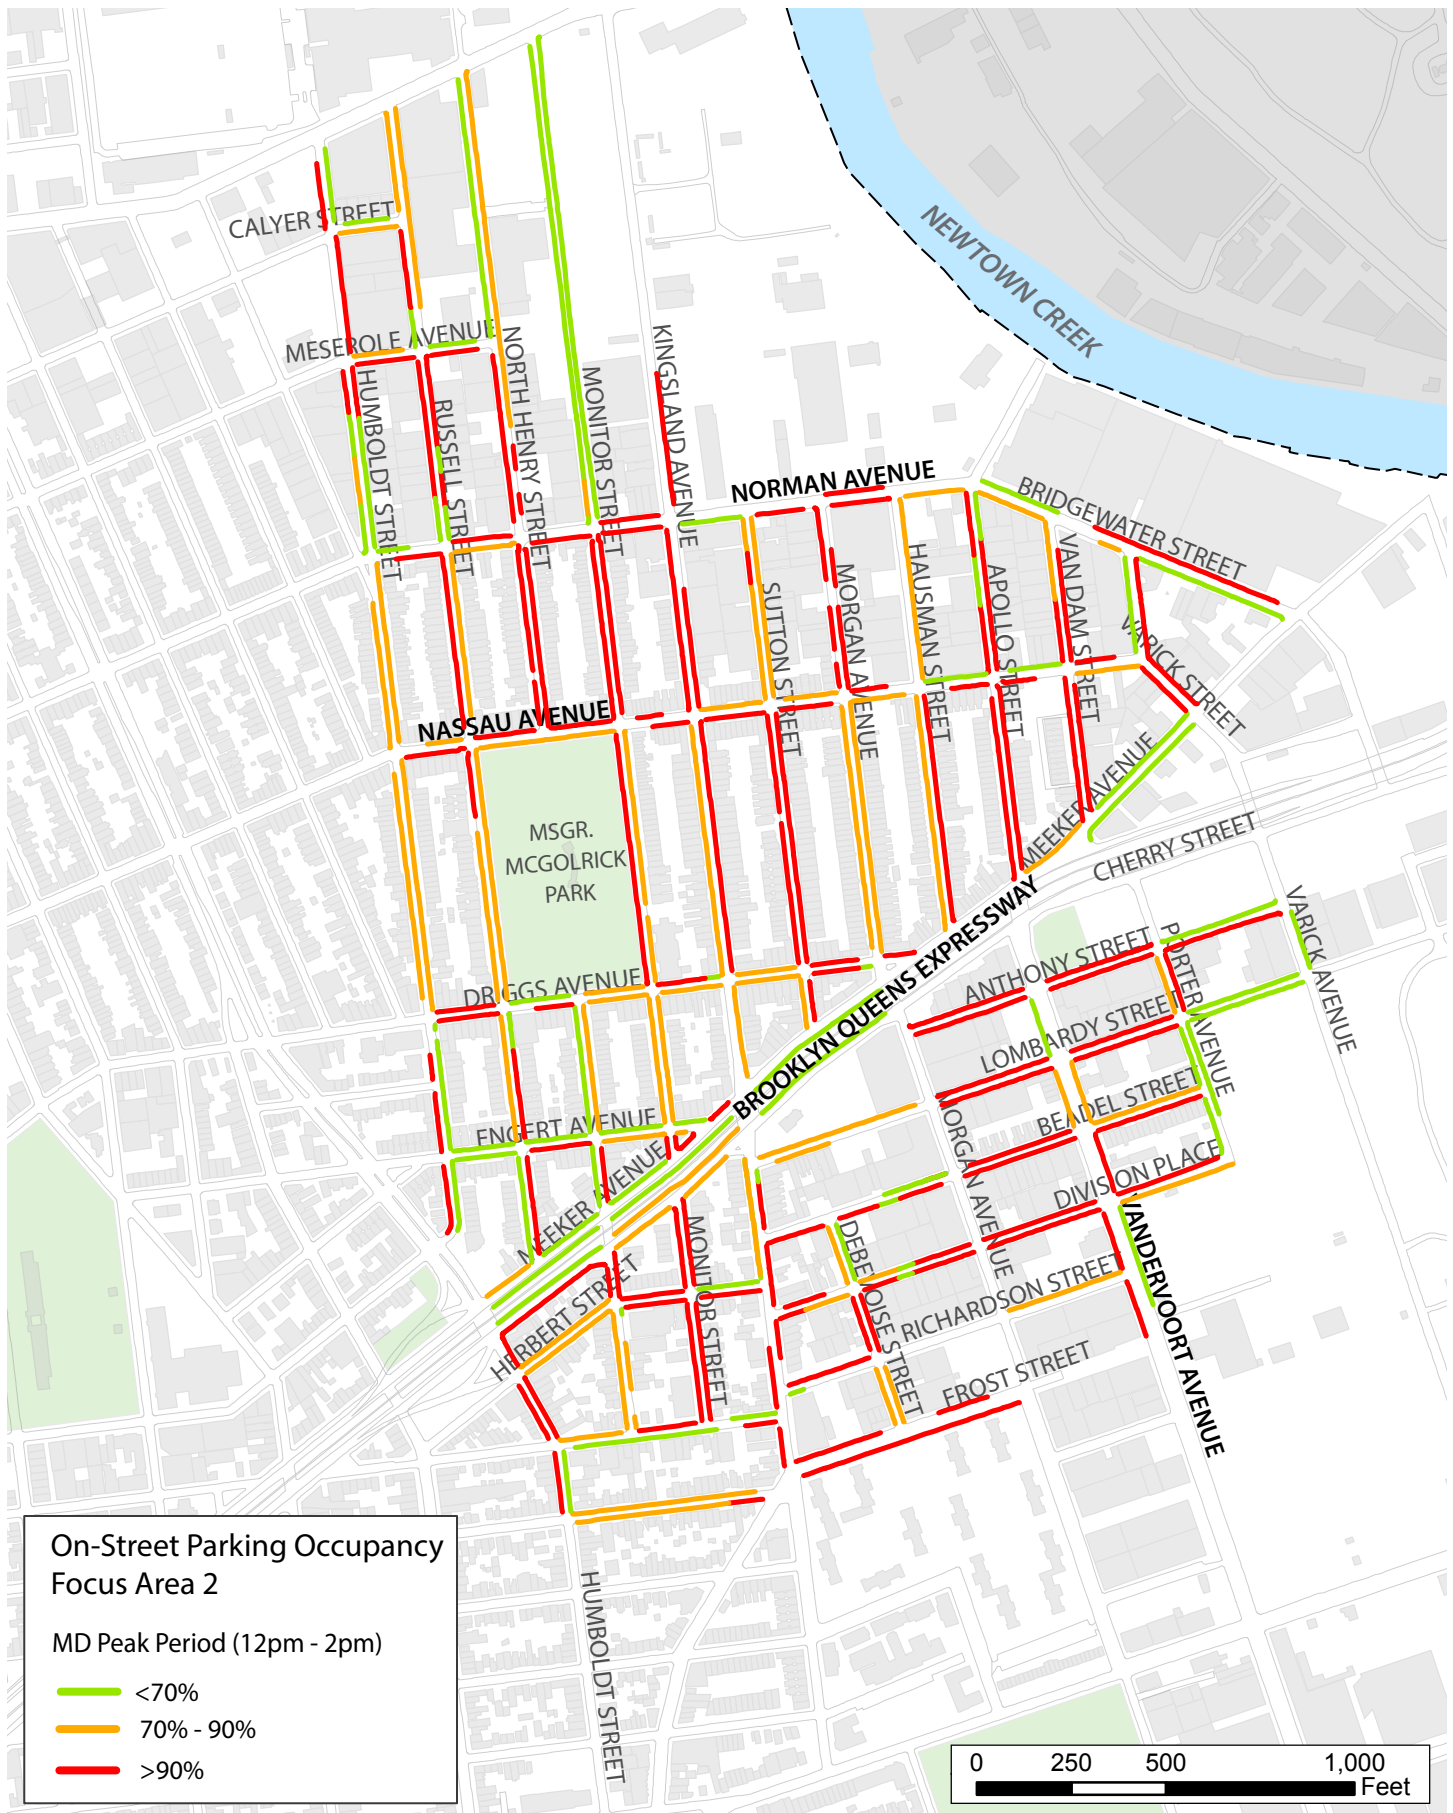 CALYER STREET
NEWTOWN CREEK
MESEROLE AVENUE
HUMBOLDT STREET
RUSSELL STREET
NORTH HENRY STREET
MONITOR STREET
KINGSLAND AVENUE
NORMAN AVENUE
BRIDGEWATER STREET
SUTTON STREET
MORGAN AVENUE
HAUSMAN STREET
APOLLO STREET
VANDAM STREET
VARICK STREET
NASSAU AVENUE
MSGR.
MCGOLRICK
PARK
MEEKER AVENUE
CHERRY STREET
BROOKLYN QUEENS EXPRESSWAY
DRIGGS AVENUE
ANTHONY STREET
PORTER AVENUE
VARICK AVENUE
LOMBARDY STREET
ENGERT AVENUE
MORGAN AVENUE
BEADEL STREET
MEEKER AVENUE
DIVISION PLACE
HERBERT STREET
MONITOR STREET
DEBEVOISE STREET
RICHARDSON STREET
VANDERVOORT AVENUE
FROST STREET
HUMBOLDT STREET
On-Street Parking Occupancy
Focus Area 2
MD Peak Period (12pm - 2pm)
<70%
70% - 90%
>90%
0 250 500 1,000
Feet